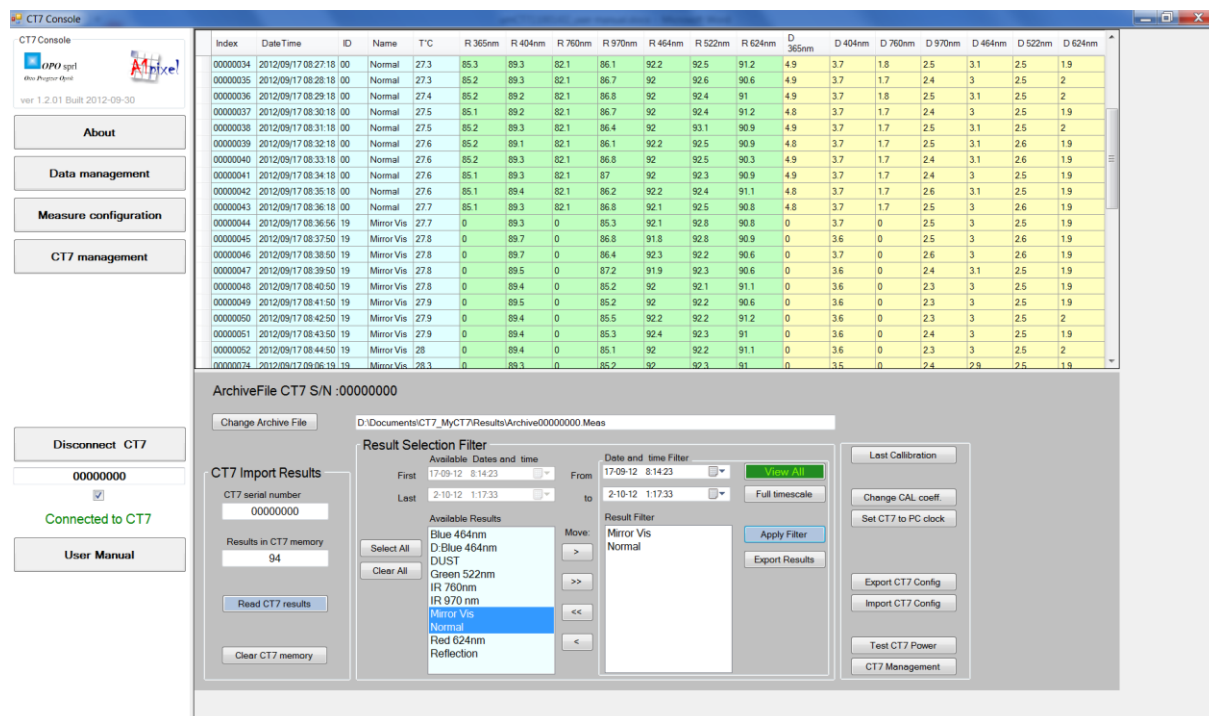 CT7 Console
CT7 Console
OPO sprl
Otto Progress Optek
A1pixel
ver 1.2.01 Built 2012-09-30
About
Data management
Measure configuration
CT7 management
Disconnect CT7
00000000
Connected to CT7
User Manual
Index DateTime ID Name T°C R 365nm R 404nm R 760nm R 970nm R 464nm R 522nm R 624nm D 365nm D 404nm D 760nm D 970nm D 464nm D 522nm D 624nm
00000034 2012/09/17 08:27:18 00 Normal 27.3 85.3 89.3 82.1 86.1 92.2 92.5 91.2 4.9 3.7 1.8 2.5 3.1 2.5 1.9
00000035 2012/09/17 08:28:18 00 Normal 27.3 85.2 89.3 82.1 86.7 92 92.6 90.6 4.9 3.7 1.7 2.4 3 2.5 2
00000036 2012/09/17 08:29:18 00 Normal 27.4 85.2 89.2 82.1 86.8 92 92.4 91 4.9 3.7 1.8 2.5 3.1 2.5 2
00000037 2012/09/17 08:30:18 00 Normal 27.5 85.1 89.2 82.1 86.7 92 92.4 91.2 4.8 3.7 1.7 2.4 3 2.5 1.9
00000038 2012/09/17 08:31:18 00 Normal 27.5 85.2 89.3 82.1 86.4 92 93.1 90.9 4.9 3.7 1.7 2.5 3.1 2.5 2
00000039 2012/09/17 08:32:18 00 Normal 27.6 85.2 89.1 82.1 86.1 92.2 92.5 90.9 4.8 3.7 1.7 2.5 3.1 2.6 1.9
00000040 2012/09/17 08:33:18 00 Normal 27.6 85.2 89.3 82.1 86.8 92 92.5 90.3 4.9 3.7 1.7 2.4 3.1 2.6 1.9
00000041 2012/09/17 08:34:18 00 Normal 27.6 85.1 89.3 82.1 87 92 92.3 90.9 4.9 3.7 1.7 2.4 3 2.5 1.9
00000042 2012/09/17 08:35:18 00 Normal 27.6 85.1 89.4 82.1 86.2 92.2 92.4 91.1 4.8 3.7 1.7 2.6 3.1 2.5 1.9
00000043 2012/09/17 08:36:18 00 Normal 27.7 85.1 89.3 82.1 86.8 92.1 92.5 90.8 4.8 3.7 1.7 2.5 3 2.6 1.9
00000044 2012/09/17 08:36:56 19 Mirror Vis 27.7 0 89.3 0 85.3 92.1 92.8 90.8 0 3.7 0 2.5 3 2.5 1.9
00000045 2012/09/17 08:37:50 19 Mirror Vis 27.8 0 89.7 0 86.8 91.8 92.8 90.9 0 3.6 0 2.5 3 2.6 1.9
00000046 2012/09/17 08:38:50 19 Mirror Vis 27.8 0 89.7 0 86.4 92.3 92.2 90.6 0 3.7 0 2.6 3 2.6 1.9
00000047 2012/09/17 08:39:50 19 Mirror Vis 27.8 0 89.5 0 87.2 91.9 92.3 90.6 0 3.6 0 2.4 3.1 2.5 1.9
00000048 2012/09/17 08:40:50 19 Mirror Vis 27.8 0 89.4 0 85.2 92 92.1 91.1 0 3.6 0 2.3 3 2.5 1.9
00000049 2012/09/17 08:41:50 19 Mirror Vis 27.9 0 89.5 0 85.2 92 92.2 90.6 0 3.6 0 2.3 3 2.5 1.9
00000050 2012/09/17 08:42:50 19 Mirror Vis 27.9 0 89.4 0 85.5 92.2 92.2 91.2 0 3.6 0 2.3 3 2.5 2
00000051 2012/09/17 08:43:50 19 Mirror Vis 27.9 0 89.4 0 85.3 92.4 92.3 91 0 3.6 0 2.4 3 2.5 1.9
00000052 2012/09/17 08:44:50 19 Mirror Vis 28 0 89.4 0 85.1 92 92.2 91.1 0 3.6 0 2.3 3 2.5 2
00000074 2012/09/17 09:06:19 19 Mirror Vis 28.3 0 89.3 0 85.2 92 92.3 91 0 3.5 0 2.4 2.9 2.5 1.9
ArchiveFile CT7 S/N :00000000
Change Archive File D:\Documents\CT7_MyCT7\Results\Archive00000000.Meas
CT7 Import Results
CT7 serial number
00000000
Results in CT7 memory
94
Read CT7 results
Clear CT7 memory
Result Selection Filter
Available Dates and time
First 17-09-12 8:14:23
Last 2-10-12 1:17:33
Date and time Filter
From 17-09-12 8:14:23
to 2-10-12 1:17:33
View All
Full timescale
Select All
Clear All
Available Results
Blue 464nm
D:Blue 464nm
DUST
Green 522nm
IR 760nm
IR 970 nm
Mirror Vis
Normal
Red 624nm
Reflection
Move:
>
>>
<<
<
Result Filter
Mirror Vis
Normal
Apply Filter
Export Results
Last Callibration
Change CAL coeff.
Set CT7 to PC clock
Export CT7 Config
Import CT7 Config
Test CT7 Power
CT7 Management